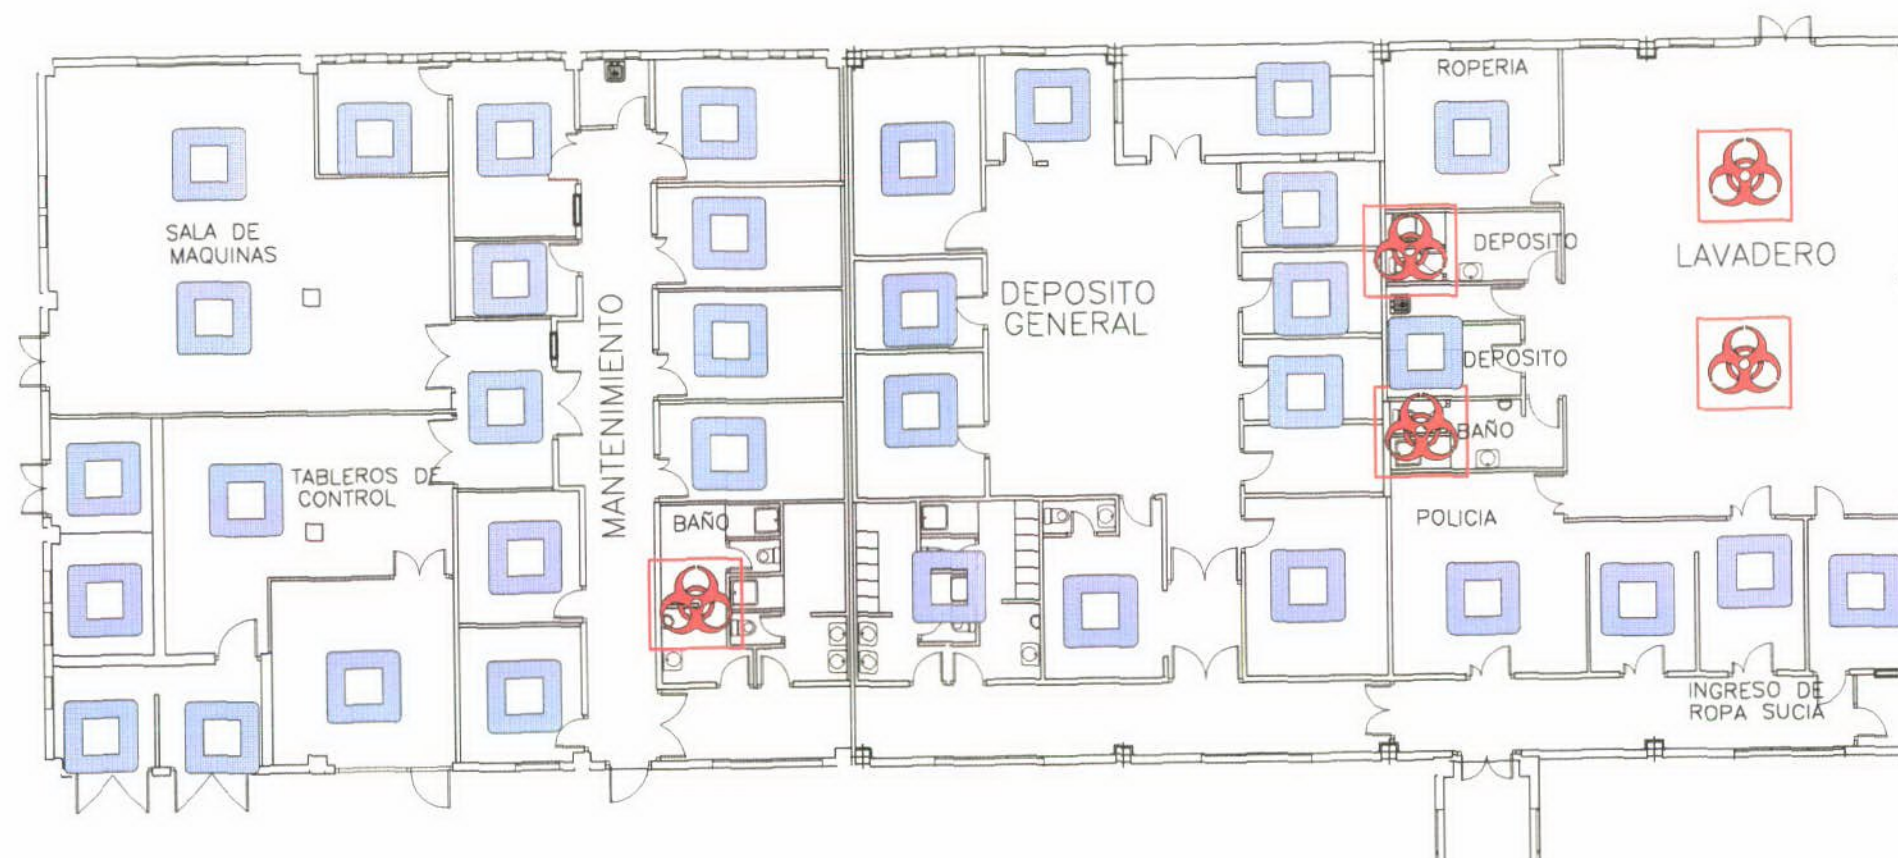 ROPERIA
SALA DE
MAQUINAS
DEPOSITO
LAVADERO
DEPOSITO
GENERAL
MANTENIMIENTO
DEPOSITO
TABLEROS DE
CONTROL
BAÑO
BAÑO
POLICIA
INGRESO DE
ROPA SUCIA